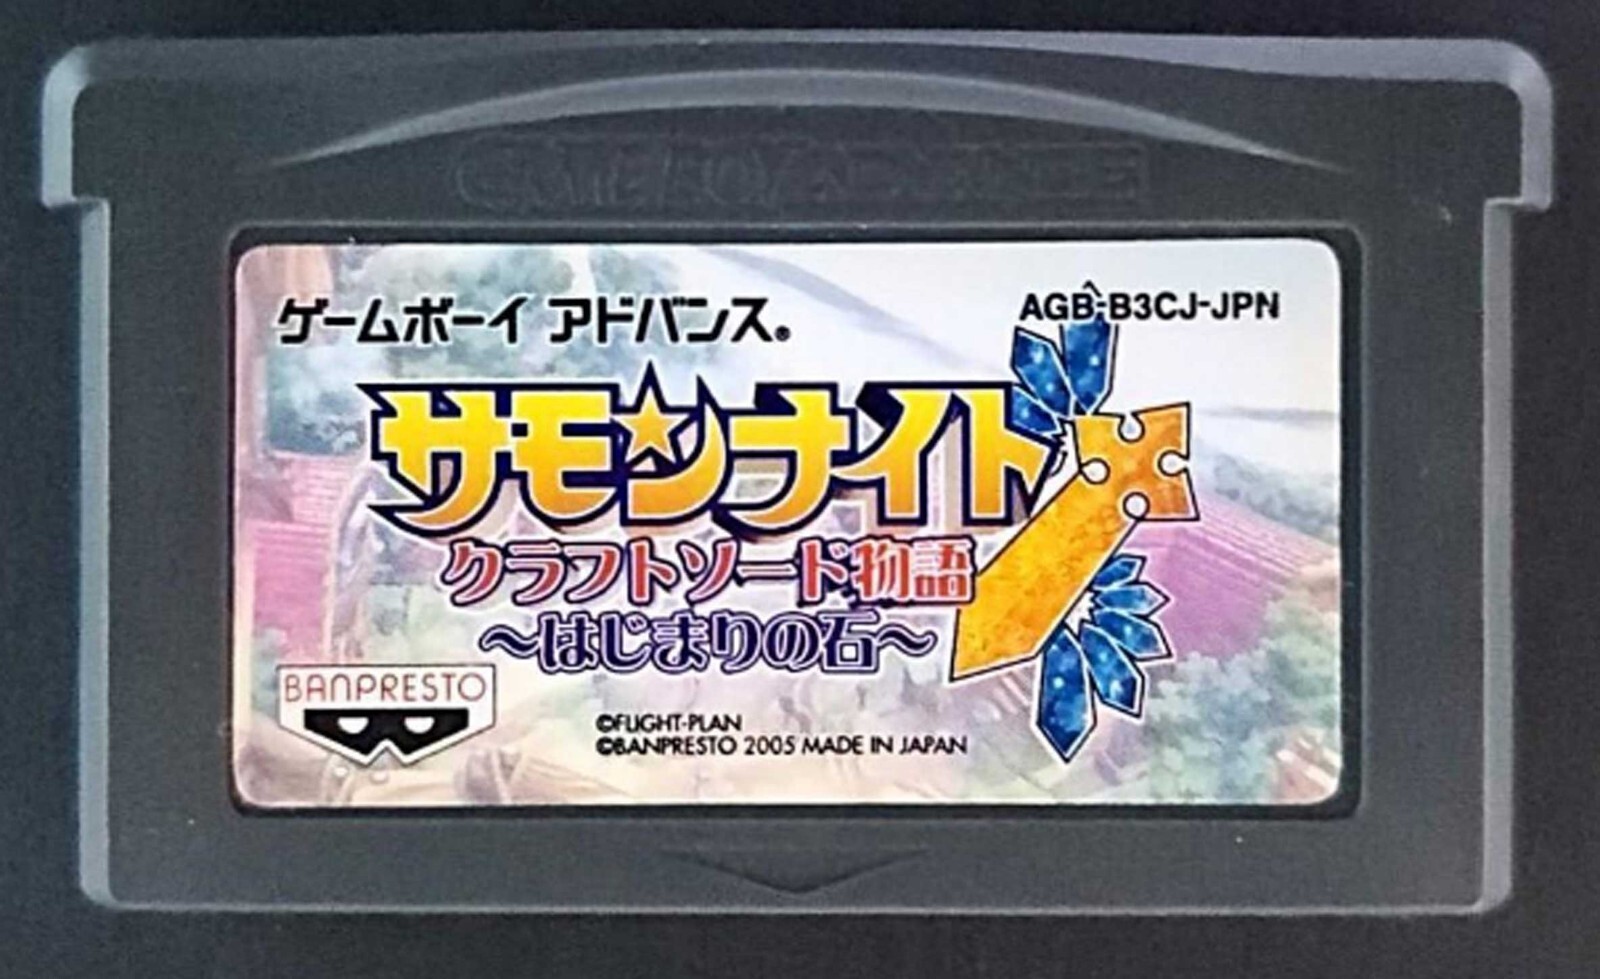 GAME BOY ADVANCE
ゲームボーイ アドバンス®
AGB-B3CJ-JPN
サモンナイト
クラフトソード物語
～はじまりの石～
BANPRESTO
©FLIGHT-PLAN
©BANPRESTO 2005 MADE IN JAPAN